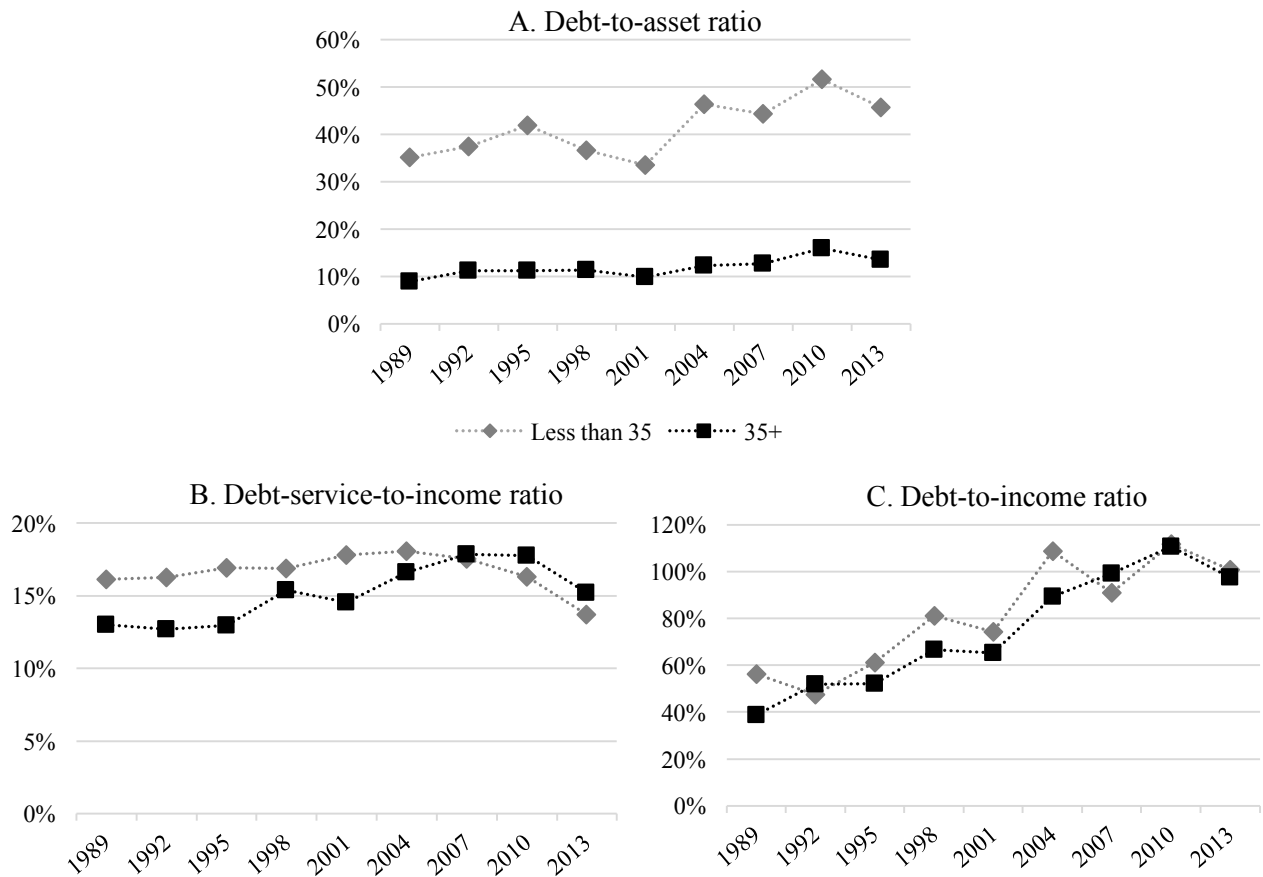 A. Debt-to-asset ratio
60%
50%
40%
30%
20%
10%
0%
1989 1992 1995 1998 2001 2004 2007 2010 2013
Less than 35 35+
B. Debt-service-to-income ratio
20%
15%
10%
5%
0%
1989 1992 1995 1998 2001 2004 2007 2010 2013
C. Debt-to-income ratio
120%
100%
80%
60%
40%
20%
0%
1989 1992 1995 1998 2001 2004 2007 2010 2013